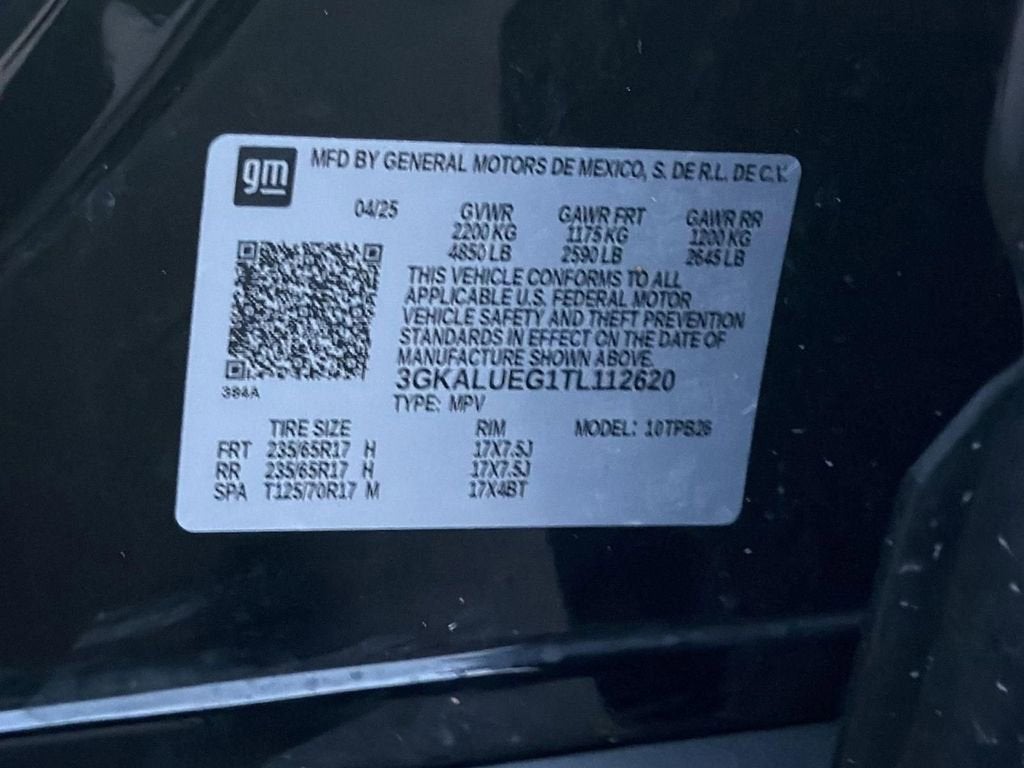 gm MFD BY GENERAL MOTORS DE MEXICO, S. DE R.L. DE C.V.
04/25 GVWR GAWR FRT GAWR RR
2200 KG 1175 KG 1200 KG
4850 LB 2590 LB 2645 LB
THIS VEHICLE CONFORMS TO ALL
APPLICABLE U.S. FEDERAL MOTOR
VEHICLE SAFETY AND THEFT PREVENTION
STANDARDS IN EFFECT ON THE DATE OF
MANUFACTURE SHOWN ABOVE.
3GKALUEG1TL112620
394A
TYPE: MPV
TIRE SIZE RIM MODEL: 10TPB26
FRT 235/65R17 H 17X7.5J
RR 235/65R17 H 17X7.5J
SPA T125/70R17 M 17X4BT